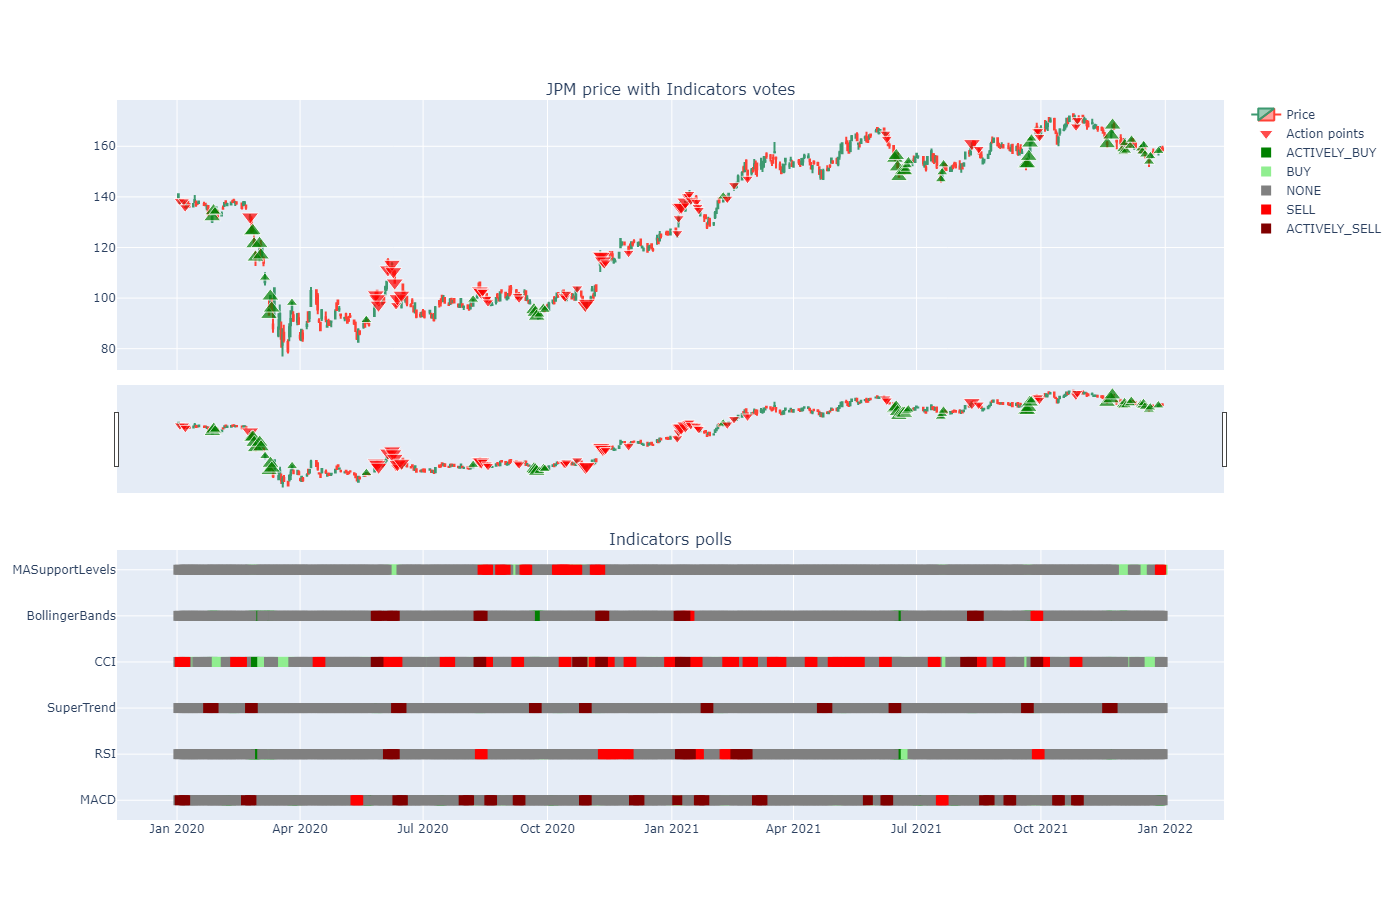 JPM price with Indicators votes
160
140
120
100
80
Price
Action points
ACTIVELY_BUY
BUY
NONE
SELL
ACTIVELY_SELL
Indicators polls
MASupportLevels
BollingerBands
CCI
SuperTrend
RSI
MACD
Jan 2020 Apr 2020 Jul 2020 Oct 2020 Jan 2021 Apr 2021 Jul 2021 Oct 2021 Jan 2022